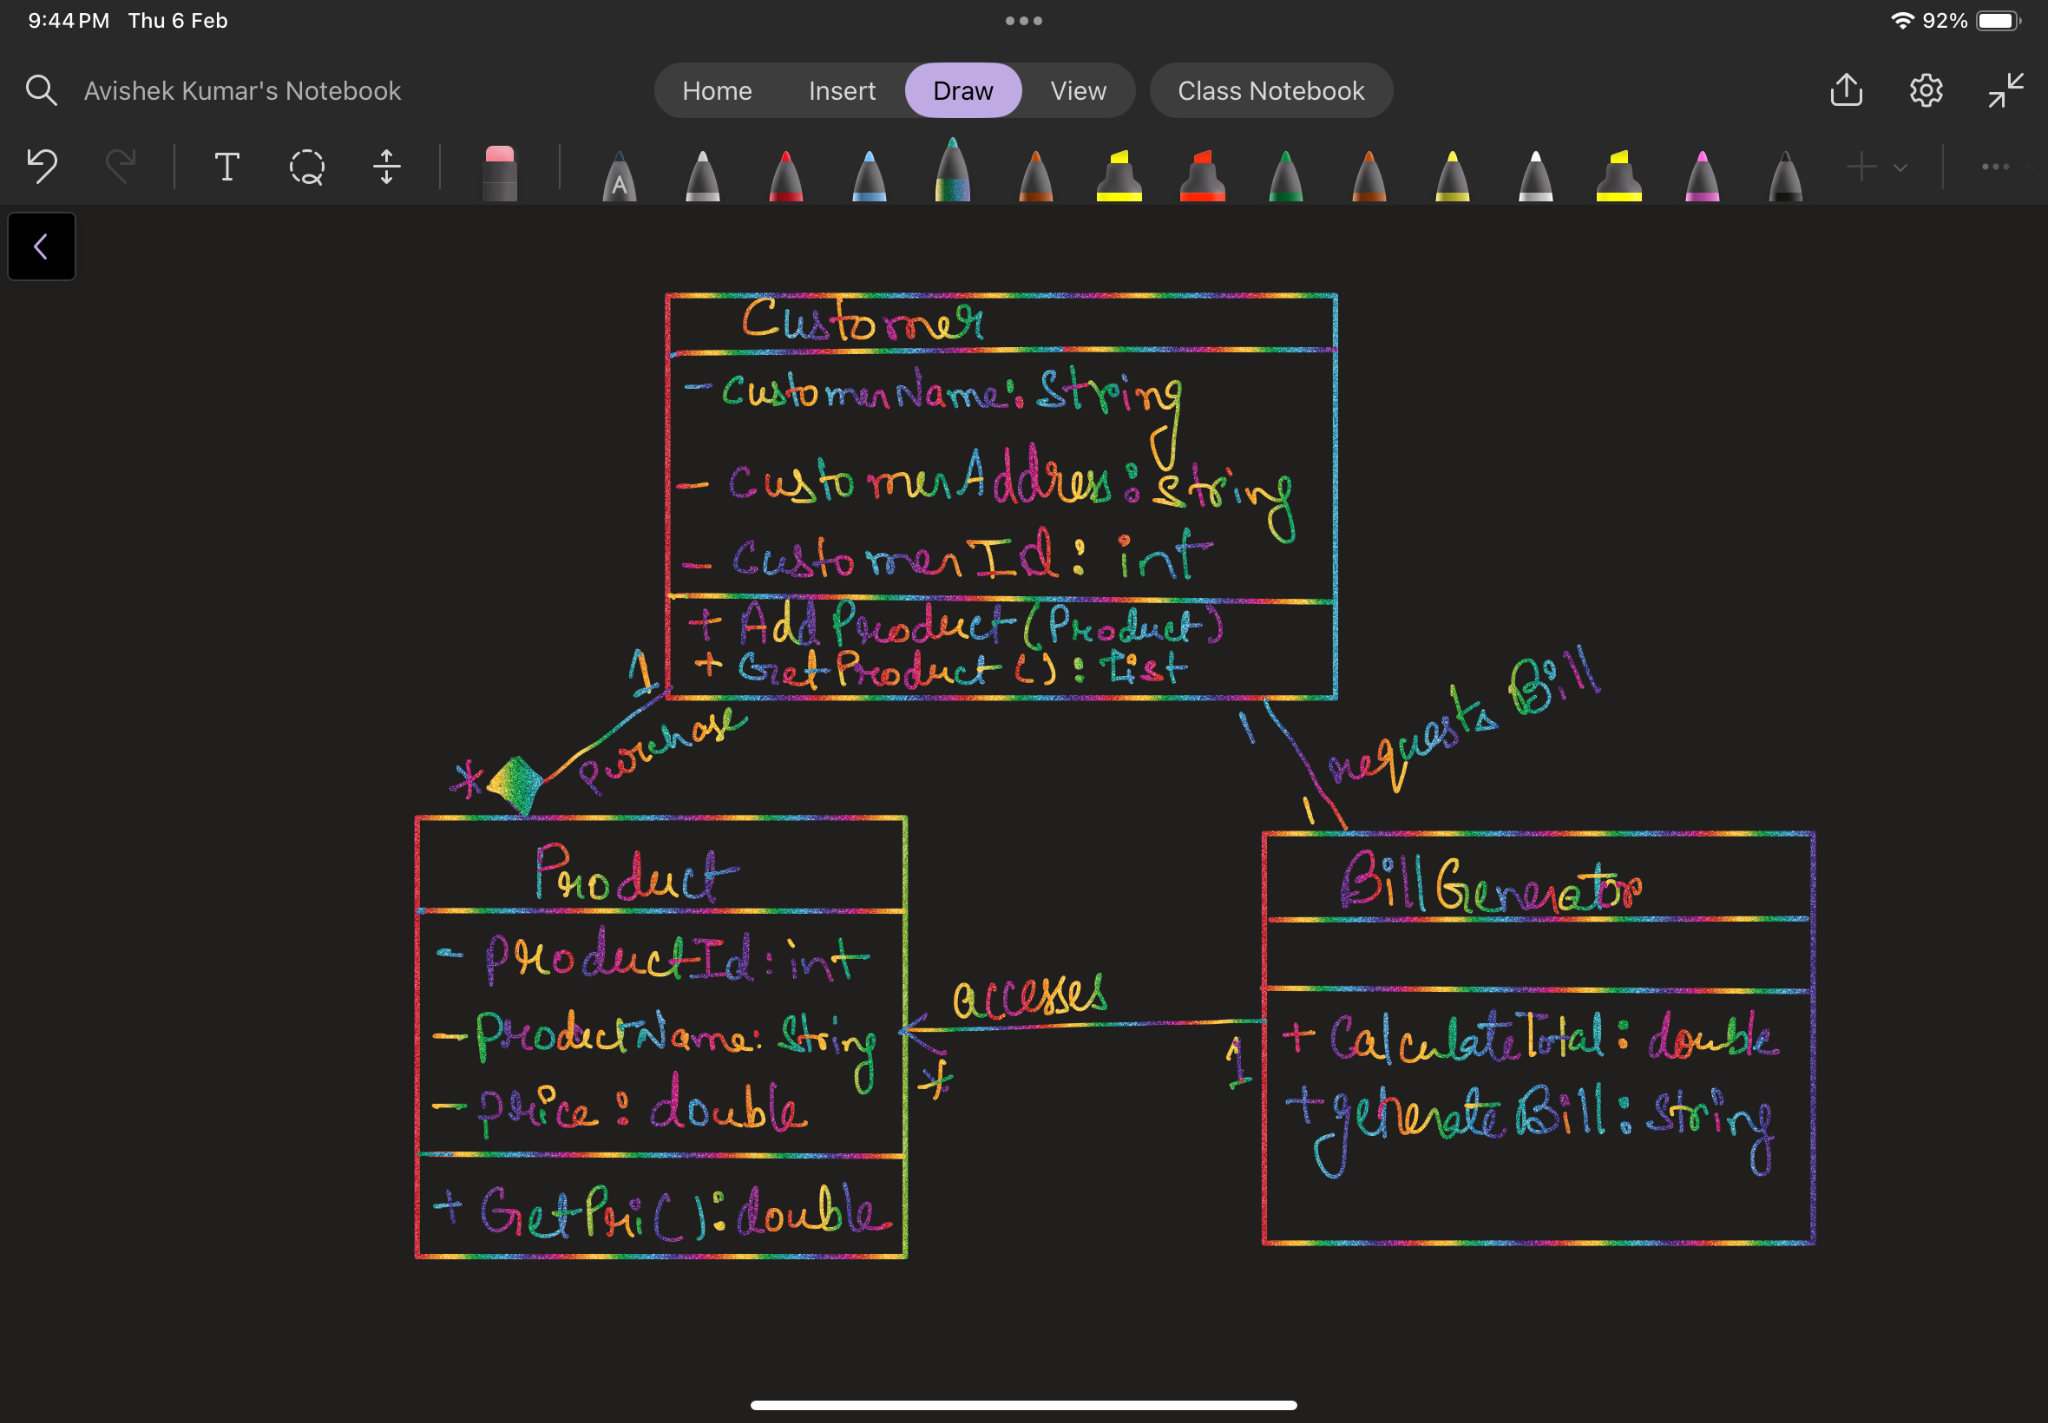 9:44 PM Thu 6 Feb
92%
Avishek Kumar's Notebook
Home Insert Draw View Class Notebook
T
A
Customer
- CustomerName: String
- CustomerAddress: String
- CustomerId: int
+ AddProduct(Product)
+ GetProduct(): List
1
purchase
*
1
requests Bill
1
Product
- ProductId: int
- ProductName: String
- price: double
+ GetPri(): double
accesses
*
1
BillGenerator
+ CalculateTotal: double
+ generateBill: String